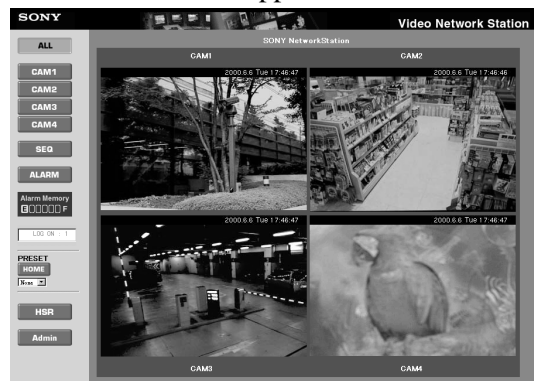 SONY
Video Network Station
ALL
SONY NetworkStation
CAM1
CAM2
CAM1
2000.6.6 Tue 17:46:47
2000.6.6 Tue 17:46:46
CAM2
CAM3
CAM4
SEQ
ALARM
Alarm Memory
E F
2000.6.6 Tue 17:46:47
2000.6.6 Tue 17:46:47
LOG ON : 1
PRESET
HOME
None
HSR
Admin
CAM3
CAM4